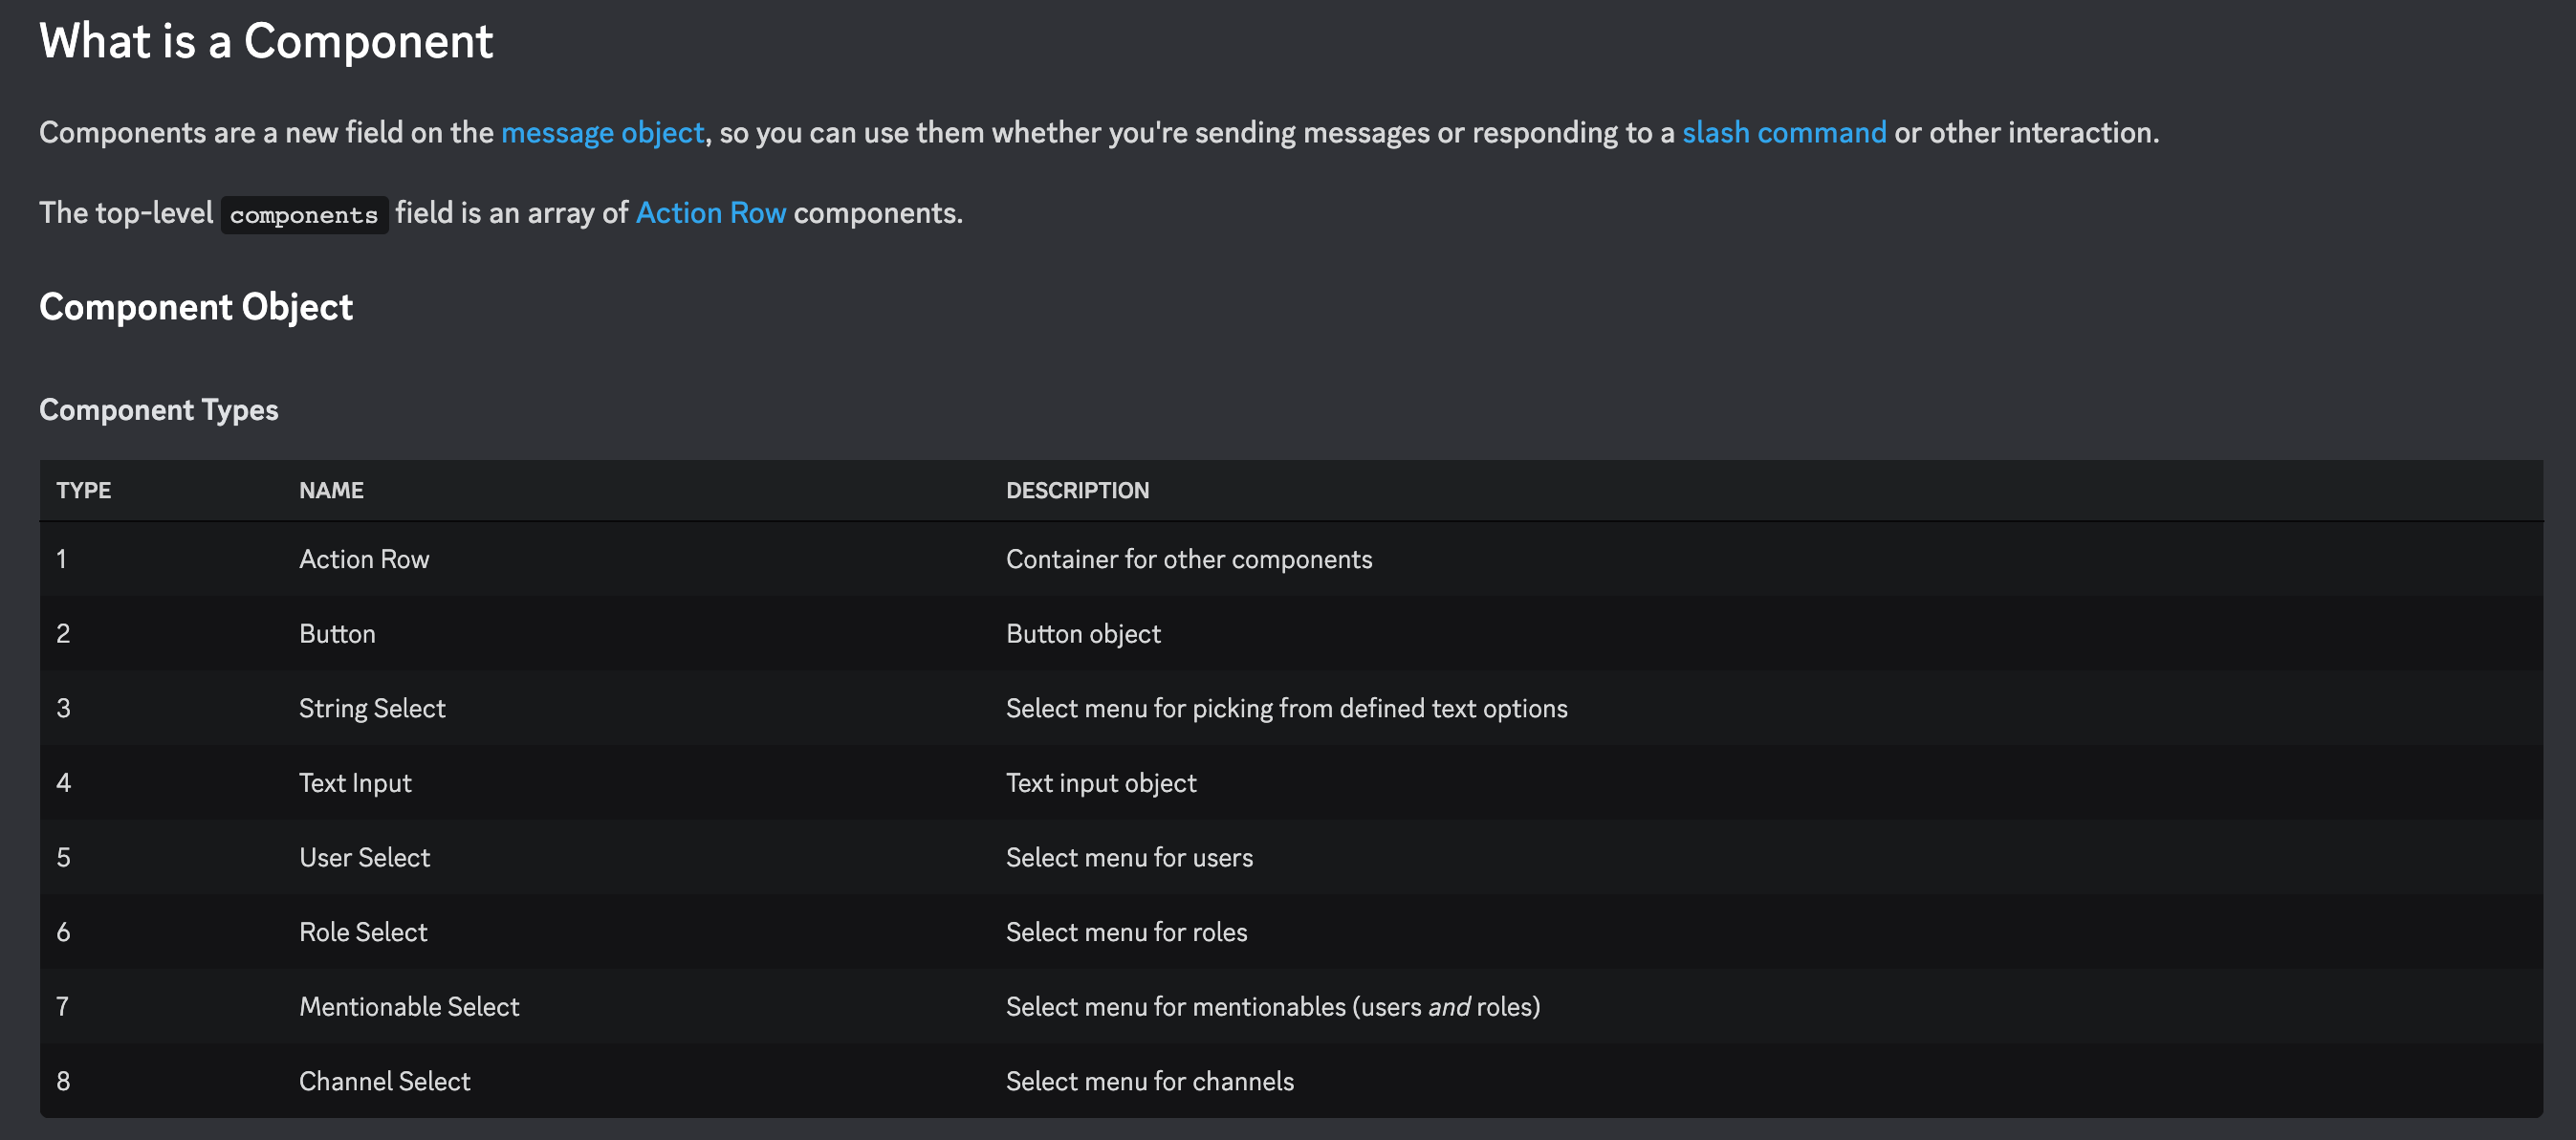 What is a Component
Components are a new field on the message object, so you can use them whether you're sending messages or responding to a slash command or other interaction.
The top-level components field is an array of Action Row components.
Component Object
Component Types
TYPE NAME DESCRIPTION
1 Action Row Container for other components
2 Button Button object
3 String Select Select menu for picking from defined text options
4 Text Input Text input object
5 User Select Select menu for users
6 Role Select Select menu for roles
7 Mentionable Select Select menu for mentionables (users and roles)
8 Channel Select Select menu for channels